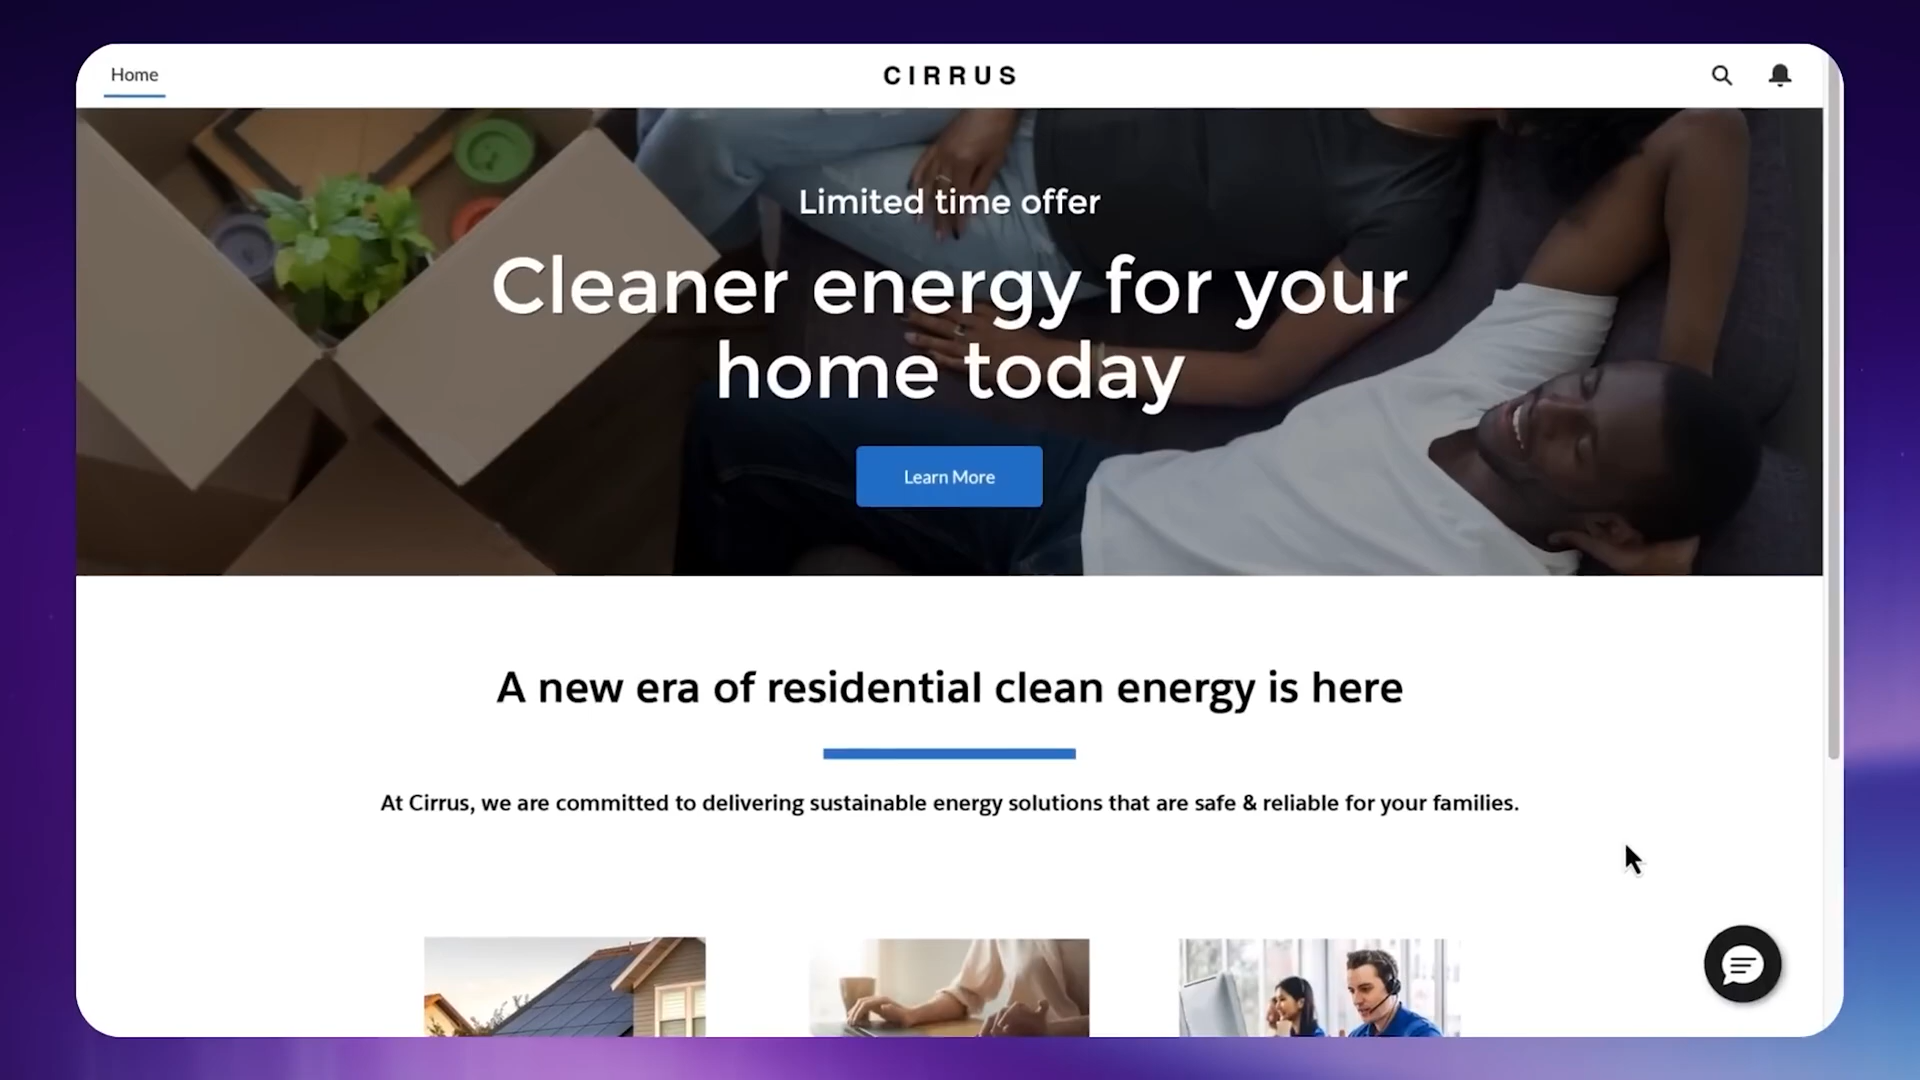 Home
CIRRUS
Limited time offer
Cleaner energy for your
home today
Learn More
A new era of residential clean energy is here
At Cirrus, we are committed to delivering sustainable energy solutions that are safe & reliable for your families.